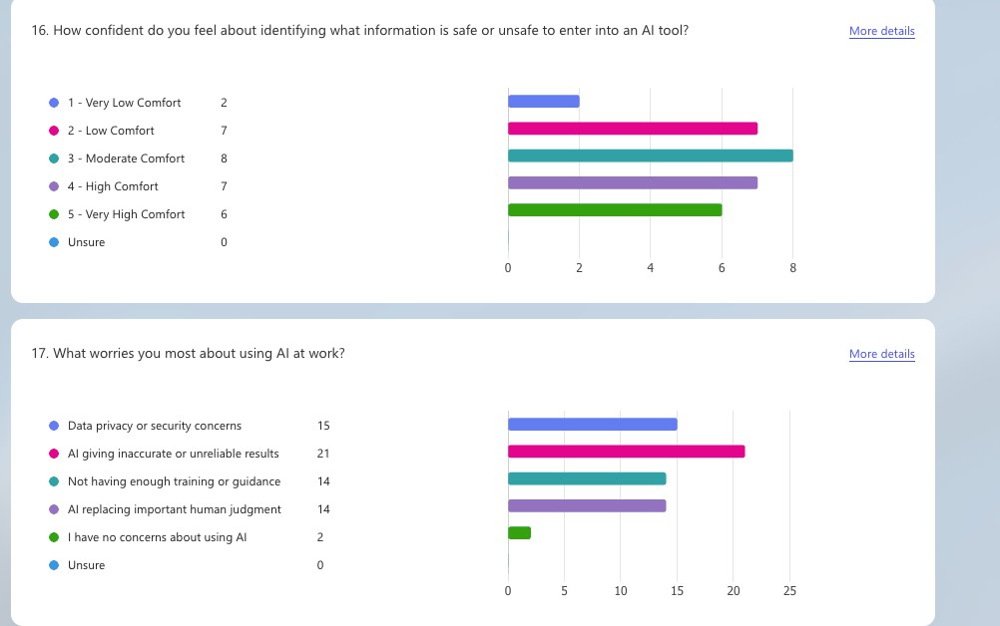 16. How confident do you feel about identifying what information is safe or unsafe to enter into an AI tool?
More details
1 - Very Low Comfort 2
2 - Low Comfort 7
3 - Moderate Comfort 8
4 - High Comfort 7
5 - Very High Comfort 6
Unsure 0
0 2 4 6 8
17. What worries you most about using AI at work?
More details
Data privacy or security concerns 15
AI giving inaccurate or unreliable results 21
Not having enough training or guidance 14
AI replacing important human judgment 14
I have no concerns about using AI 2
Unsure 0
0 5 10 15 20 25